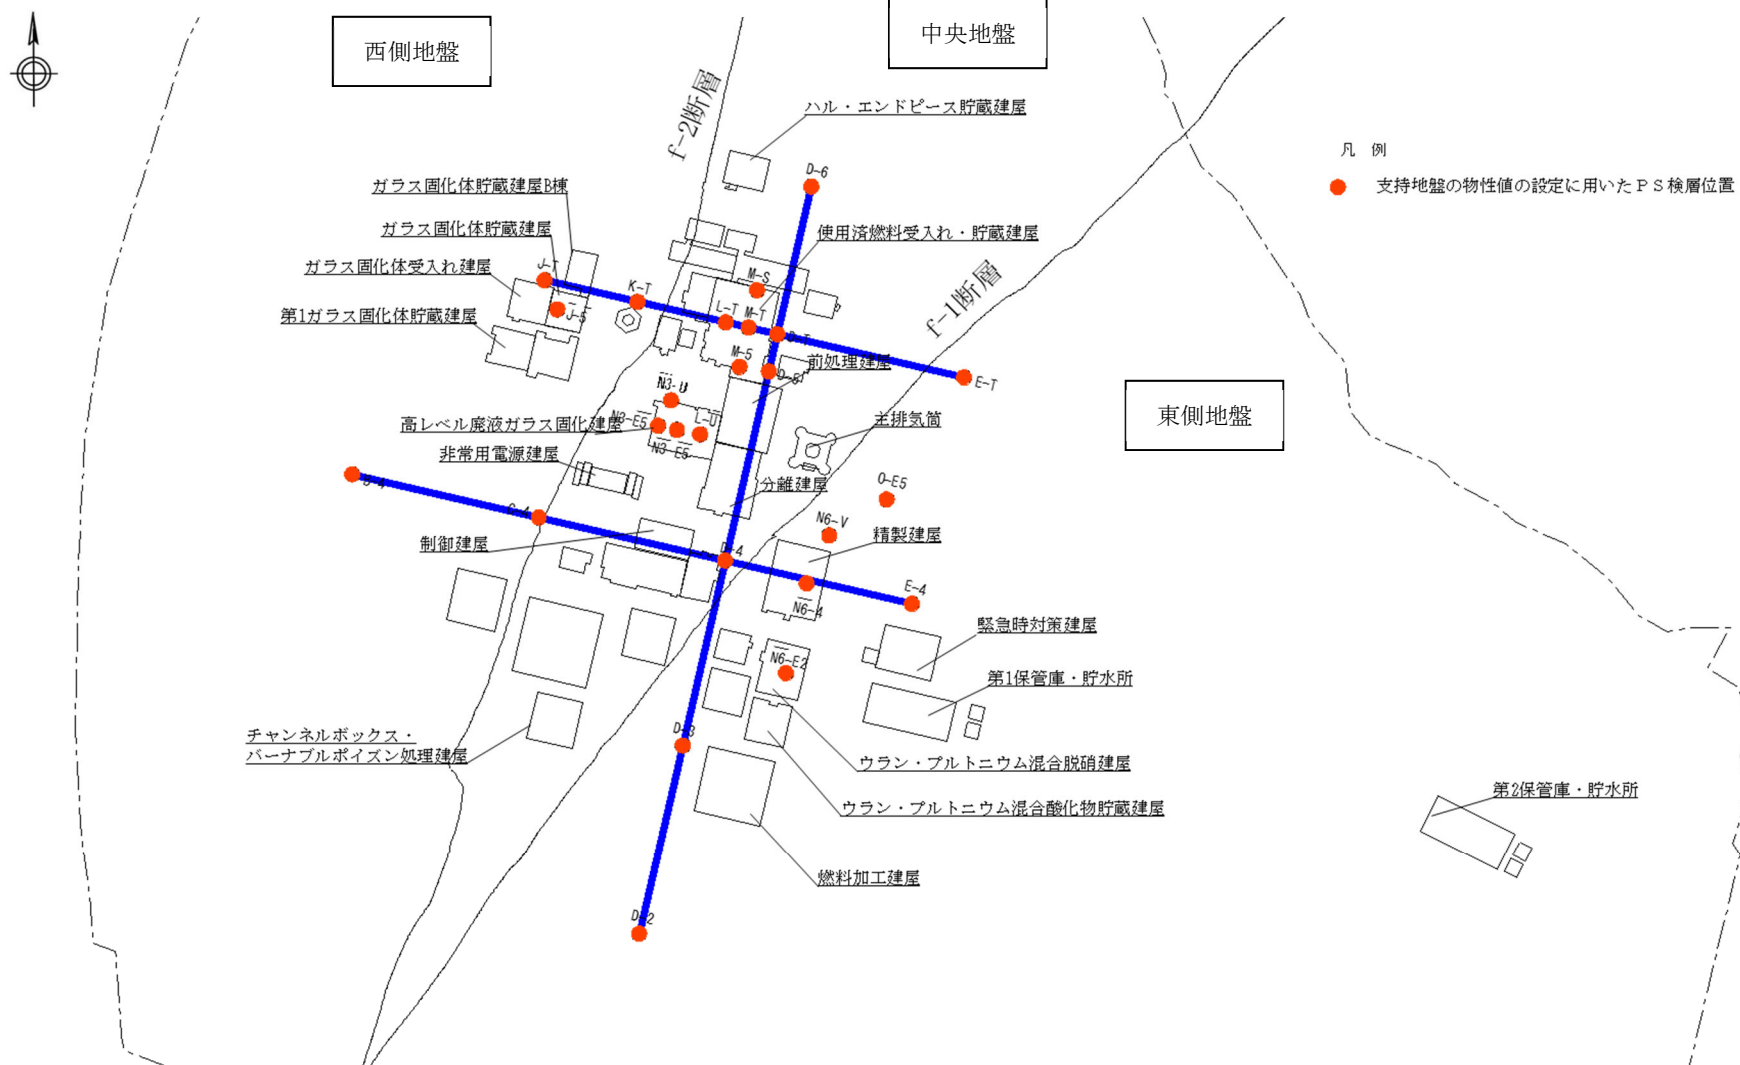 西側地盤
中央地盤
f-2断層
ハル・エンドピース貯蔵建屋
凡 例
支持地盤の物性値の設定に用いたPS検層位置
D-6
ガラス固化体貯蔵建屋B棟
ガラス固化体貯蔵建屋
使用済燃料受入れ・貯蔵建屋
ガラス固化体受入れ建屋
J-T
K-T
M-S
第1ガラス固化体貯蔵建屋
J-5
L-T
M-T
D-T
f-1断層
M-5
D-5
前処理建屋
E-T
東側地盤
N3-U
N3-E5
L-U
高レベル廃液ガラス固化建屋
N3-E5
主排気筒
非常用電源建屋
B-4
分離建屋
O-E5
C-4
N6-V
制御建屋
D-4
精製建屋
N6-4
E-4
緊急時対策建屋
N6-E2
第1保管庫・貯水所
D-3
チャンネルボックス・
バーナブルポイズン処理建屋
ウラン・プルトニウム混合脱硝建屋
第2保管庫・貯水所
ウラン・プルトニウム混合酸化物貯蔵建屋
燃料加工建屋
D-2